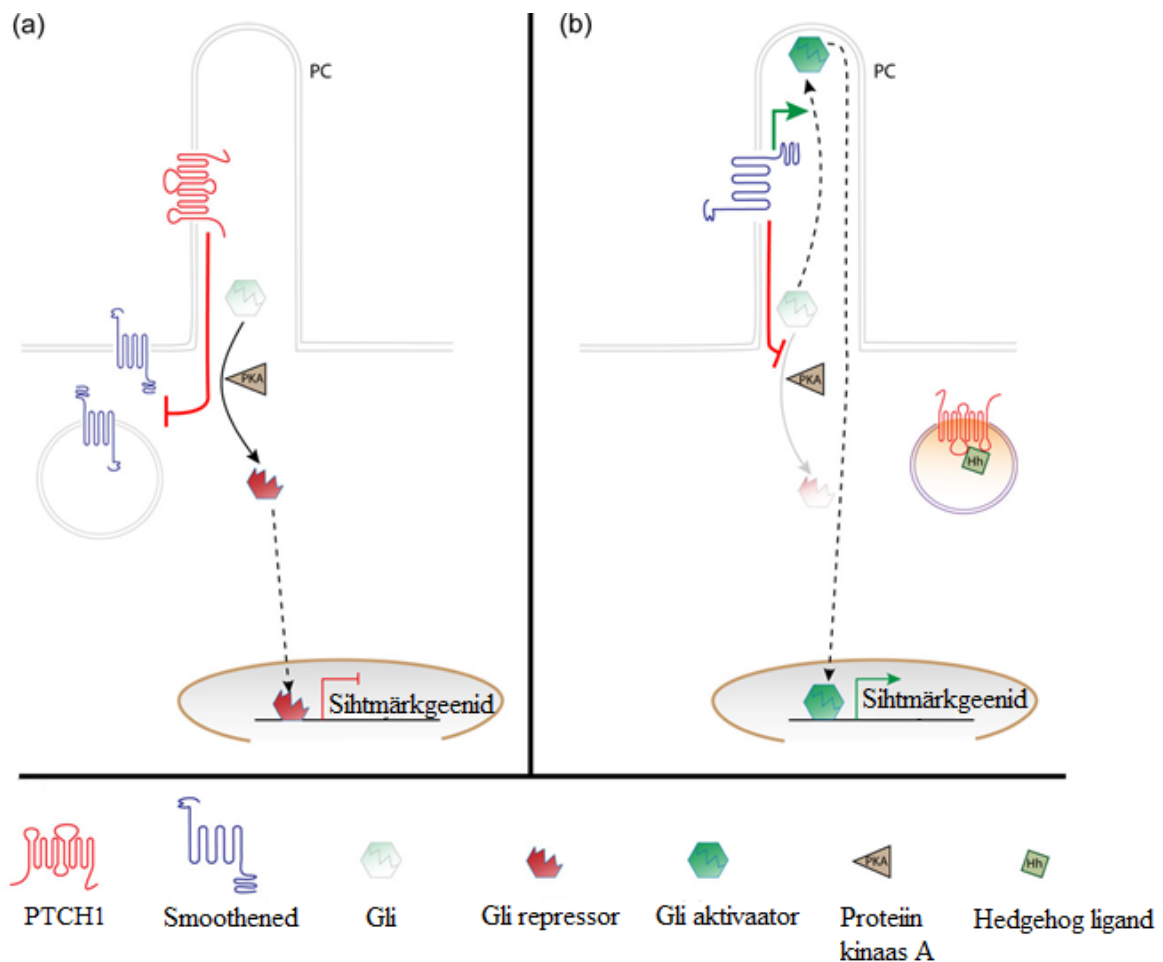 (a)
PC
PKA
Sihtmärkgeenid
(b)
PC
PKA
Hh
Sihtmärkgeenid
PKA
Hh
PTCH1
Smoothened
Gli
Gli repressor
Gli aktivaator
Proteiin
kinaas A
Hedgehog ligand